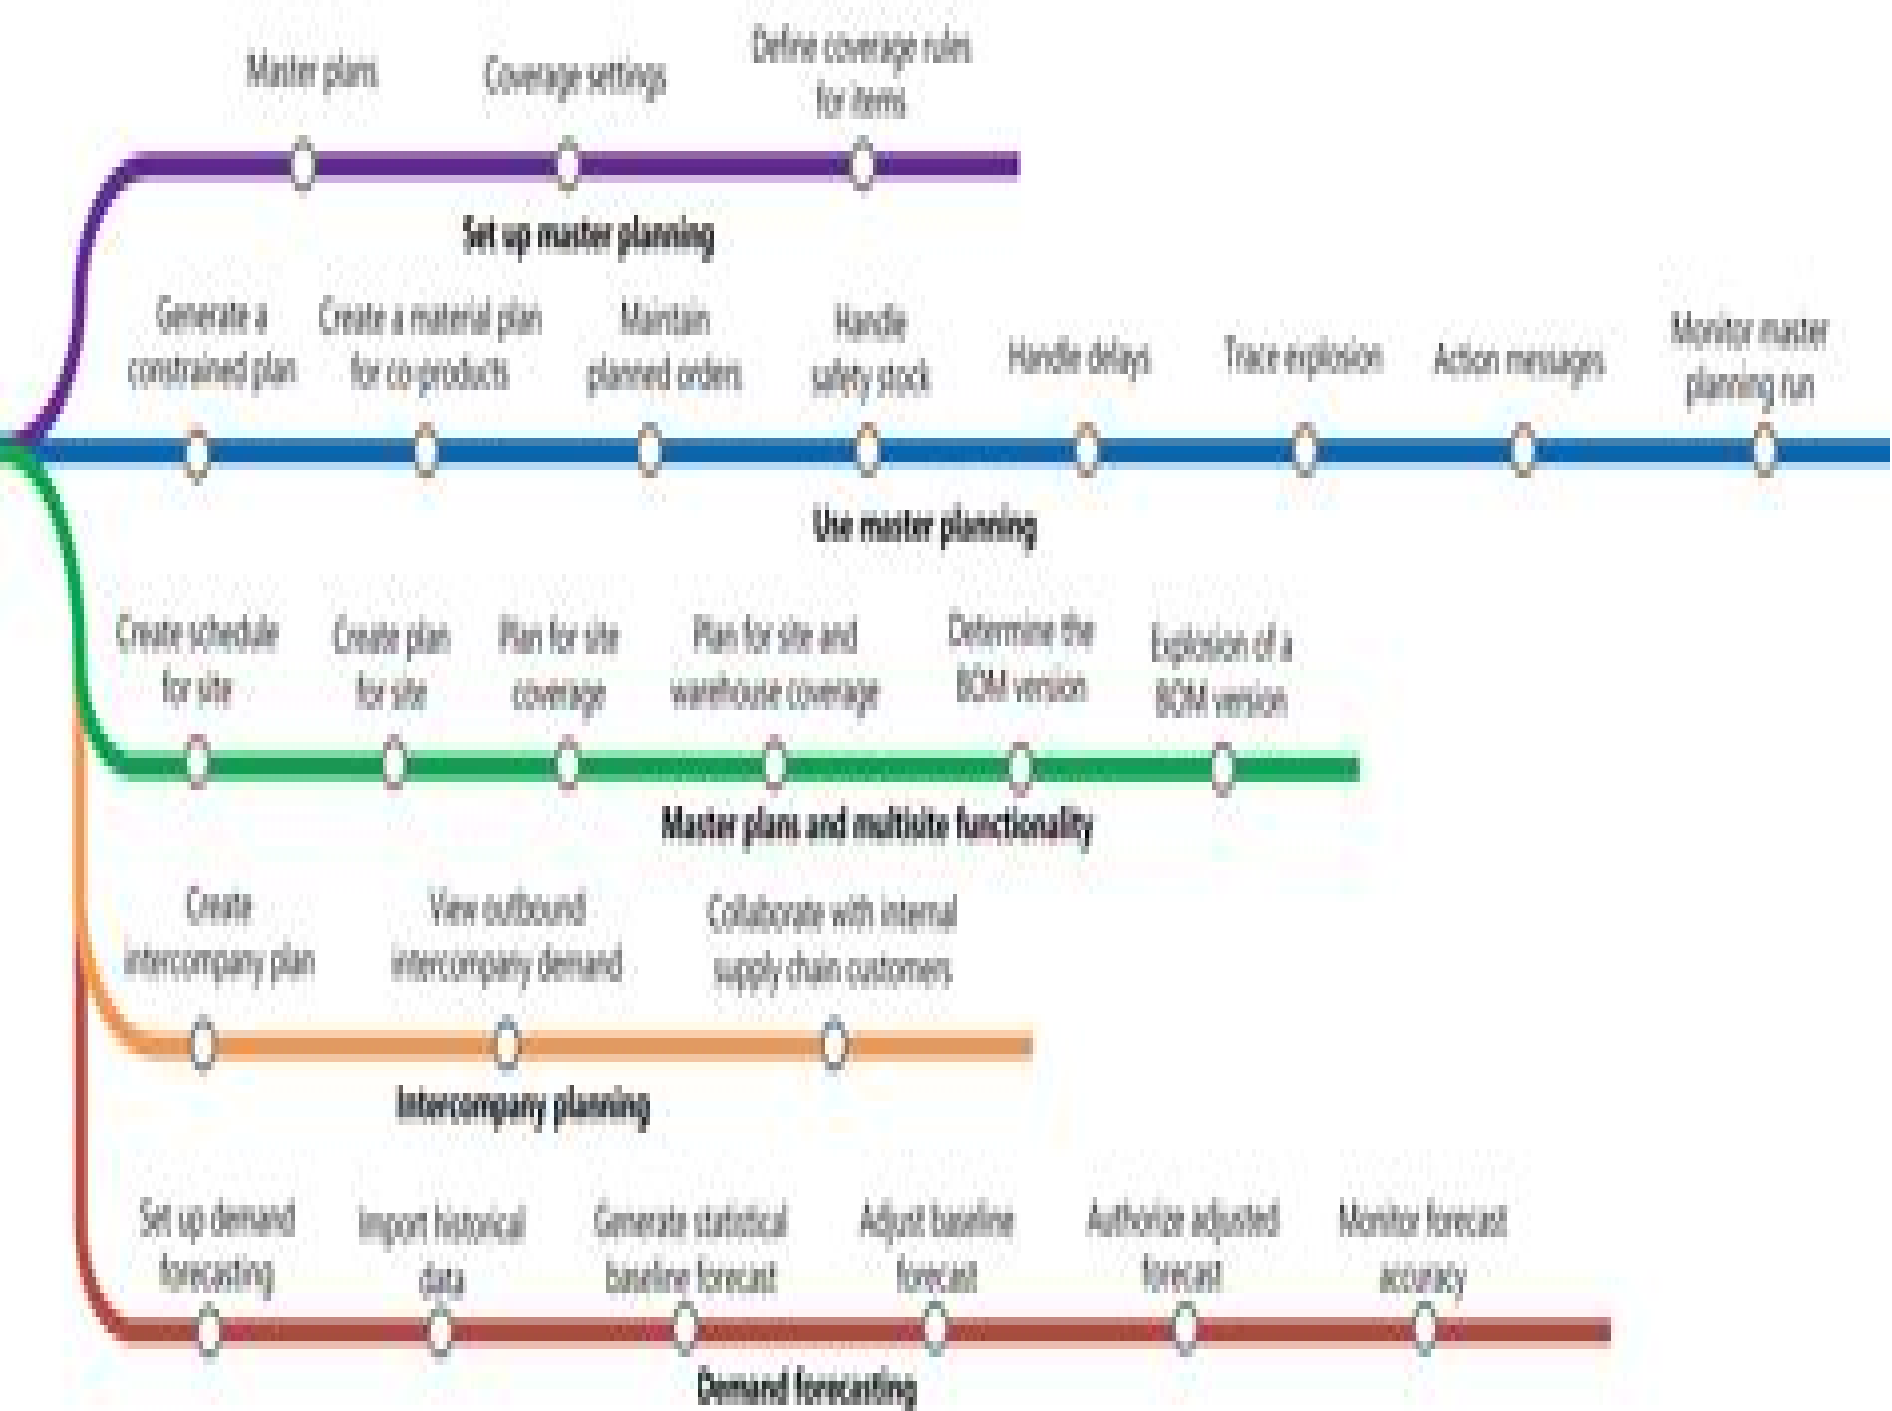 Master plans
Coverage settings
Define coverage rules
for items
Set up master planning
Generate a
constrained plan
Create a material plan
for co-products
Maintain
planned orders
Handle
safety stock
Handle delays
Trace explosion
Action messages
Monitor master
planning run
Use master planning
Create schedule
for site
Create plan
for site
Plan for site
coverage
Plan for site and
warehouse coverage
Determine the
BOM version
Explosion of a
BOM version
Master plans and multisite functionality
Create
intercompany plan
View outbound
intercompany demand
Collaborate with internal
supply chain customers
Intercompany planning
Set up demand
forecasting
Import historical
data
Generate statistical
baseline forecast
Adjust baseline
forecast
Authorize adjusted
forecast
Monitor forecast
accuracy
Demand forecasting